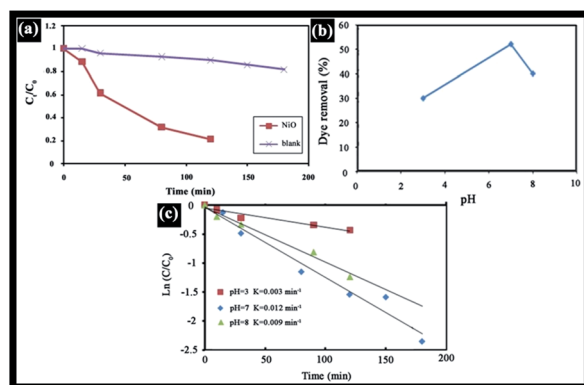 (a)
1.2
1
0.8
0.6
0.4
0.2
0
Ct/C0
0 50 100 150 200
Time (min)
NiO
blank
(b)
60
50
40
30
20
10
0
Dye removal (%)
0 2 4 6 8 10
pH
(c)
0 50 100 150 200
0
-0.5
-1
-1.5
-2
-2.5
Ln (C/C0)
pH=3 K=0.003 min-1
pH=7 K=0.012 min-1
pH=8 K=0.009 min-1
Time (min)